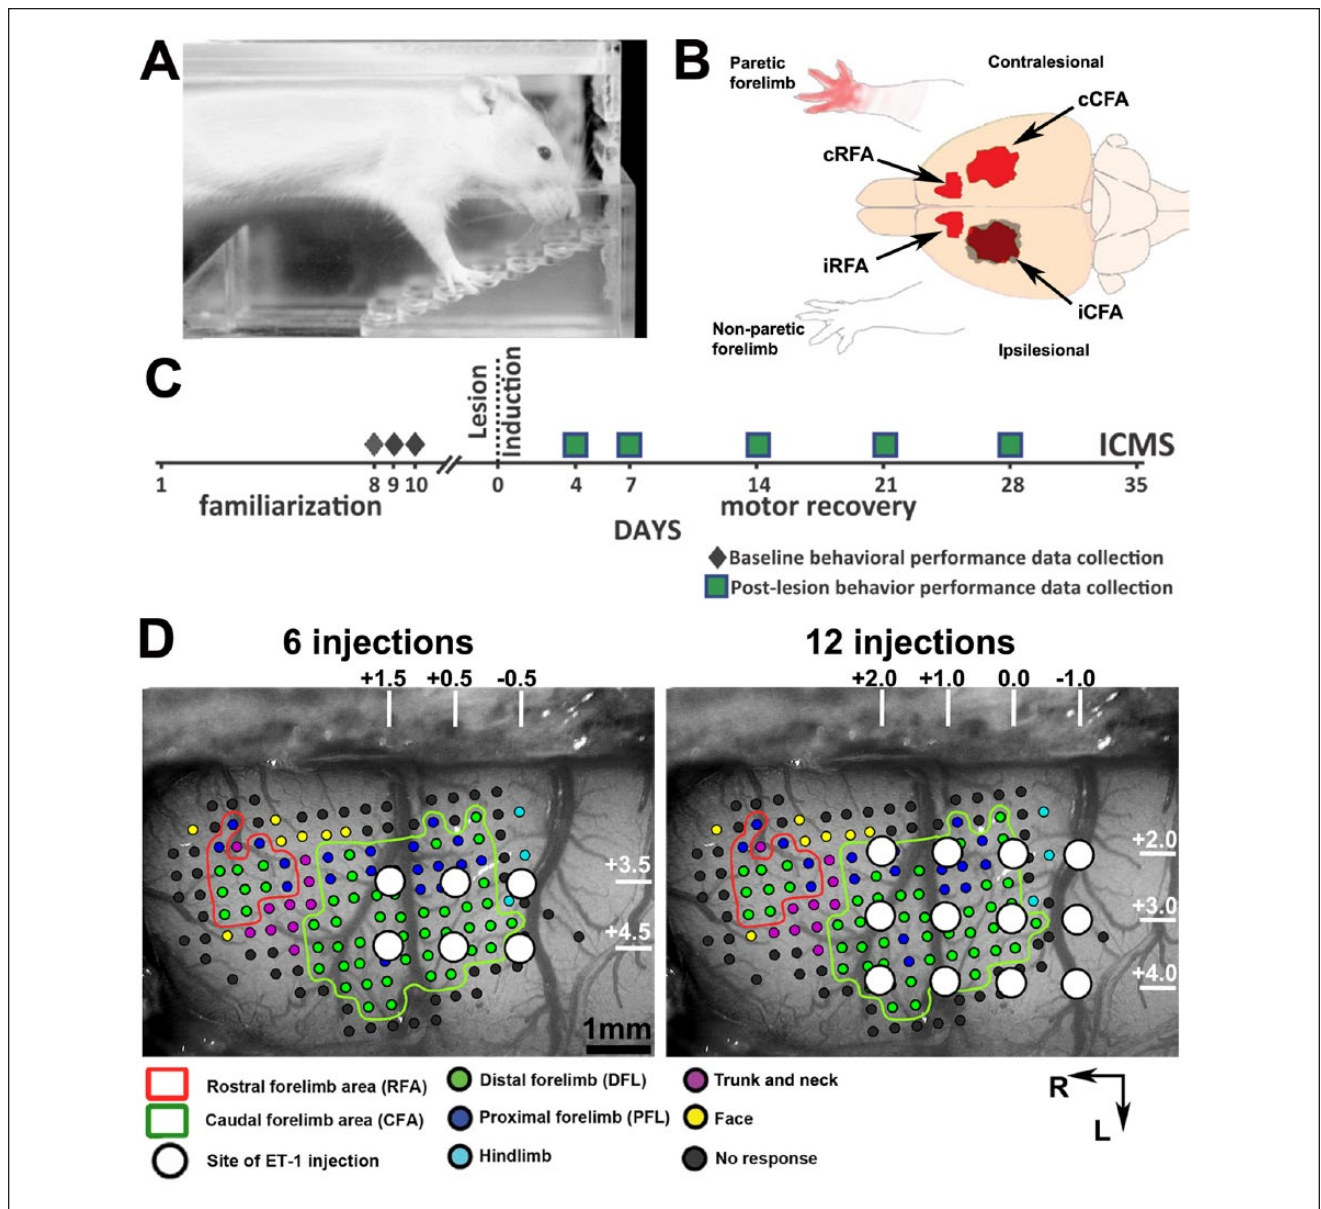 A
B
Paretic
forelimb
Contralesional
cCFA
cRFA
iRFA
iCFA
Non-paretic
forelimb
Ipsilesional
C
Lesion
Induction
ICMS
1
8 9 10
0
4
7
14
21
28
35
familiarization
motor recovery
DAYS
Baseline behavioral performance data collection
Post-lesion behavior performance data collection
D
6 injections
+1.5 +0.5 -0.5
+3.5
+4.5
1mm
12 injections
+2.0 +1.0 0.0 -1.0
+2.0
+3.0
+4.0
Rostral forelimb area (RFA)
Caudal forelimb area (CFA)
Site of ET-1 injection
Distal forelimb (DFL)
Proximal forelimb (PFL)
Hindlimb
Trunk and neck
Face
No response
R
L